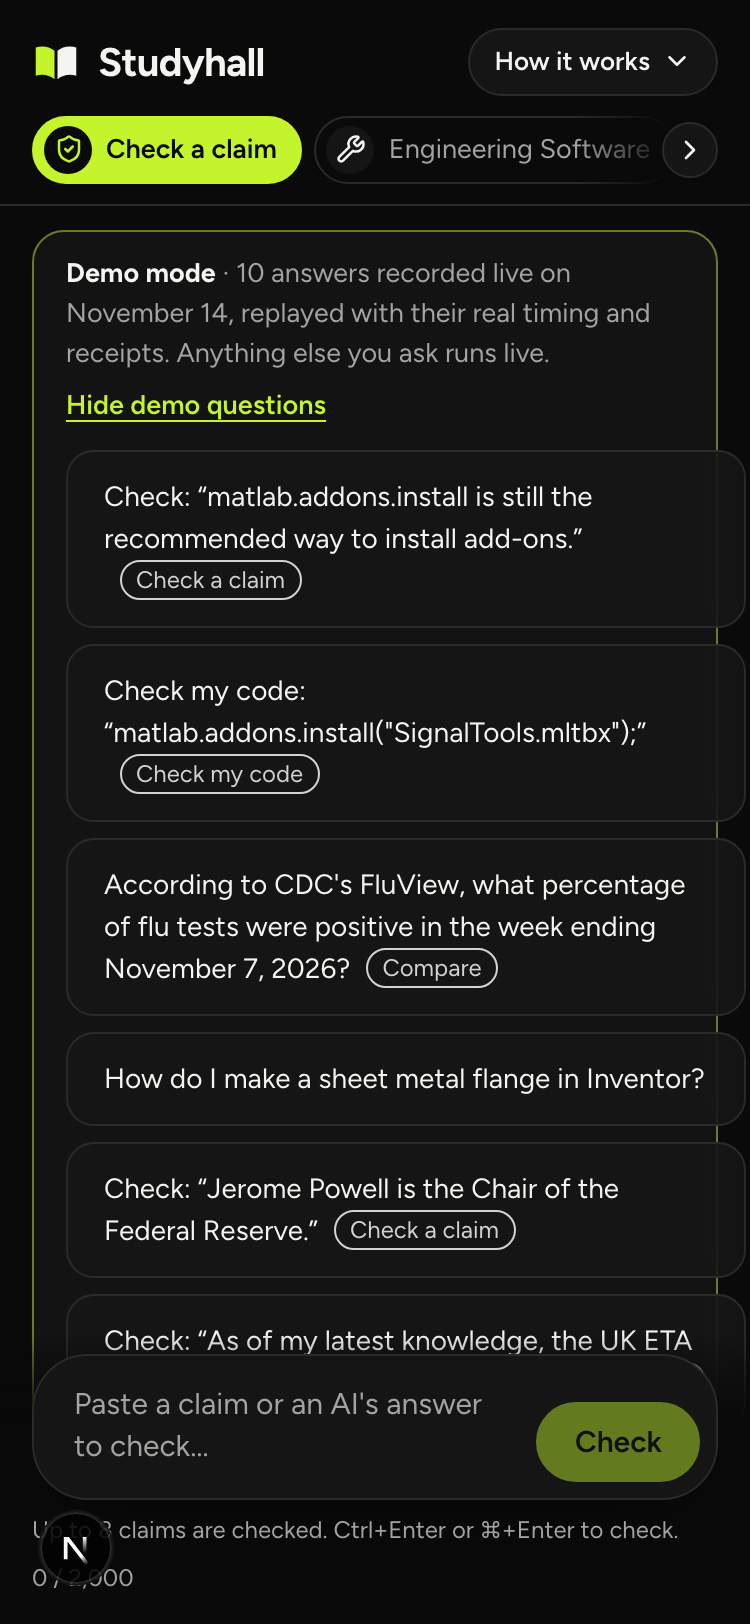 Studyhall
How it works
Check a claim
Engineering Software
Demo mode · 10 answers recorded live on
November 14, replayed with their real timing and
receipts. Anything else you ask runs live.
Hide demo questions
Check: “matlab.addons.install is still the
recommended way to install add-ons.”
Check a claim
Check my code:
“matlab.addons.install("SignalTools.mltbx");”
Check my code
According to CDC's FluView, what percentage
of flu tests were positive in the week ending
November 7, 2026? Compare
How do I make a sheet metal flange in Inventor?
Check: “Jerome Powell is the Chair of the
Federal Reserve.” Check a claim
Check: “As of my latest knowledge, the UK ETA
Paste a claim or an AI's answer
to check...
Check
Up to 8 claims are checked. Ctrl+Enter or ⌘+Enter to check.
N
0 / 2,000